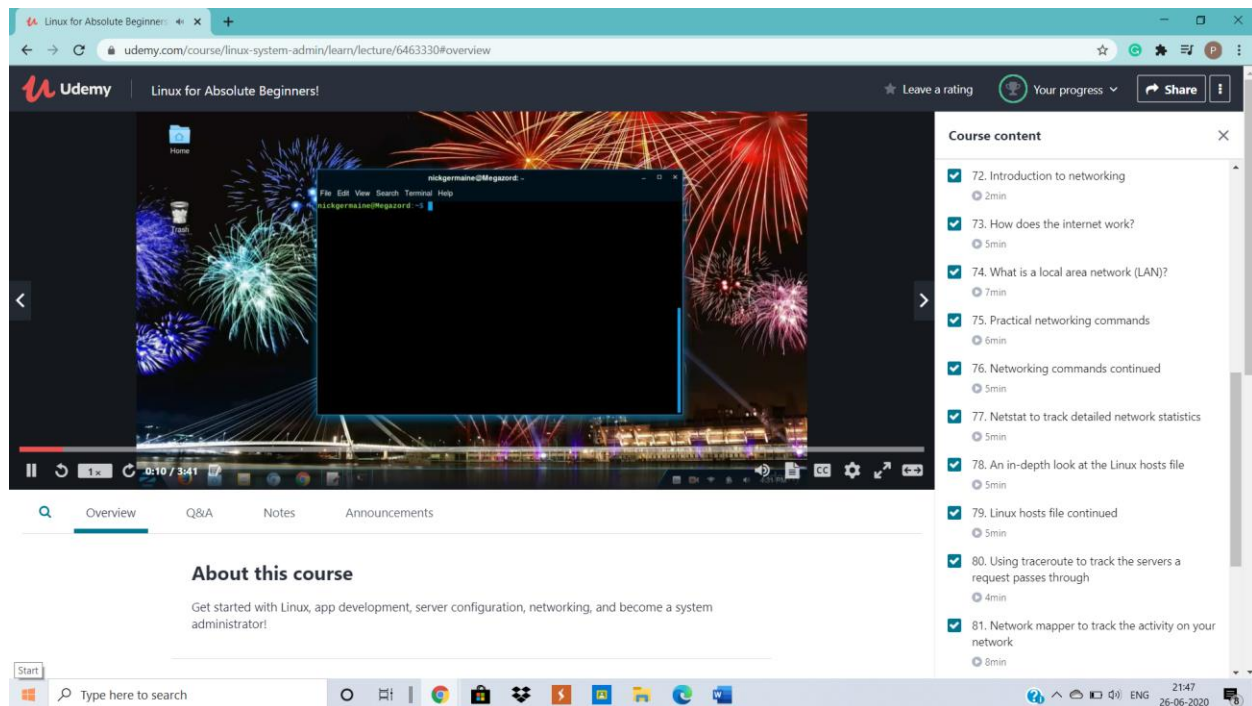 Linux for Absolute Beginners
udemy.com/course/linux-system-admin/learn/lecture/6463330#overview
P
Udemy
Linux for Absolute Beginners!
Leave a rating
Your progress
Share
Home
Trash
nickgermaine@Megazord: ~
File Edit View Search Terminal Help
nickgermaine@Megazord:~$
1x
0:10 / 3:41
CC
Overview
Q&A
Notes
Announcements
About this course
Get started with Linux, app development, server configuration, networking, and become a system
administrator!
Course content
72. Introduction to networking
2min
73. How does the internet work?
5min
74. What is a local area network (LAN)?
7min
75. Practical networking commands
6min
76. Networking commands continued
5min
77. Netstat to track detailed network statistics
5min
78. An in-depth look at the Linux hosts file
5min
79. Linux hosts file continued
5min
80. Using traceroute to track the servers a
request passes through
4min
81. Network mapper to track the activity on your
network
8min
Start
Type here to search
ENG
21:47
26-06-2020
8